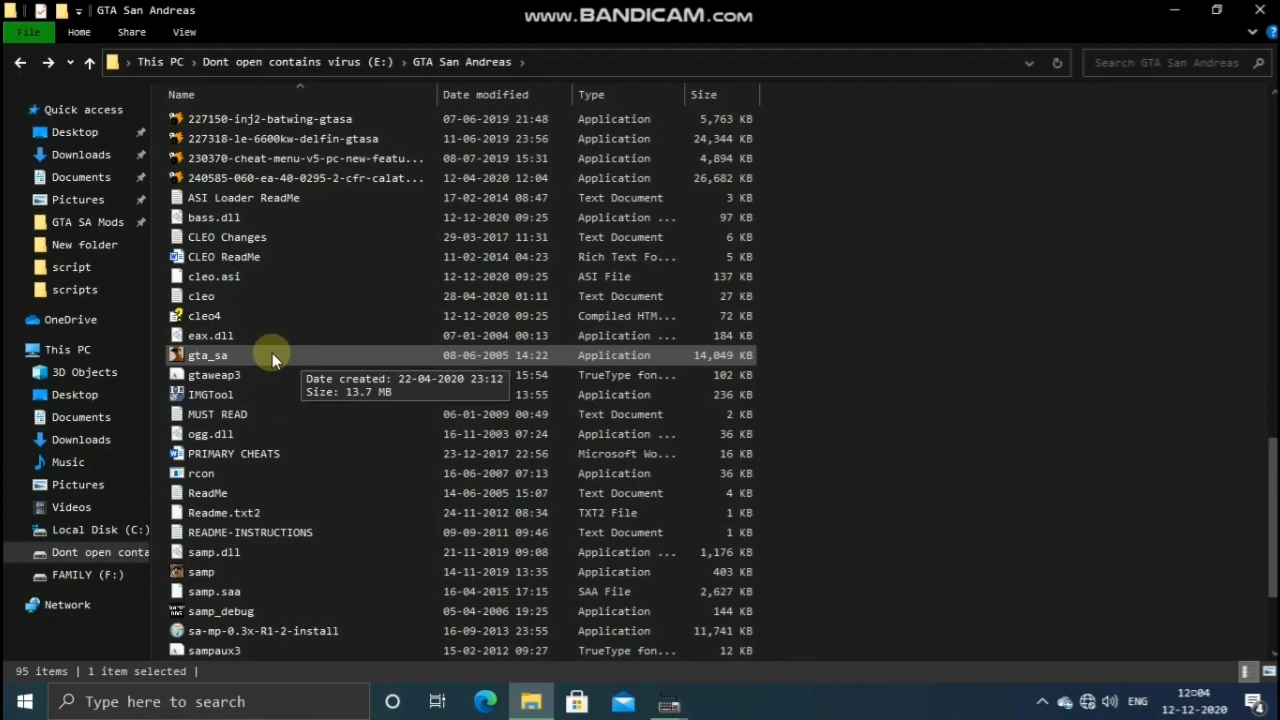 GTA San Andreas
www.BANDICAM.com
File Home Share View
This PC Dont open contains virus (E:) GTA San Andreas
Search GTA San Andreas
Name Date modified Type Size
Quick access
Desktop
Downloads
Documents
Pictures
GTA SA Mods
New folder
script
scripts
OneDrive
This PC
3D Objects
Desktop
Documents
Downloads
Music
Pictures
Videos
Local Disk (C:)
Dont open conta
FAMILY (F:)
Network
227150-inj2-batwing-gtasa 07-06-2019 21:48 Application 5,763 KB
227318-le-6600kw-delfin-gtasa 11-06-2019 23:56 Application 24,344 KB
230370-cheat-menu-v5-pc-new-featu... 08-07-2019 15:31 Application 4,894 KB
240585-060-ea-40-0295-2-cfr-calat... 12-04-2020 12:04 Application 26,682 KB
ASI Loader ReadMe 17-02-2014 08:47 Text Document 3 KB
bass.dll 12-12-2020 09:25 Application ... 97 KB
CLEO Changes 29-03-2017 11:31 Text Document 6 KB
CLEO ReadMe 11-02-2014 04:23 Rich Text Fo... 5 KB
cleo.asi 12-12-2020 09:25 ASI File 137 KB
cleo 28-04-2020 01:11 Text Document 27 KB
cleo4 12-12-2020 09:25 Compiled HTM... 72 KB
eax.dll 07-01-2004 00:13 Application ... 184 KB
gta_sa 08-06-2005 14:22 Application 14,049 KB
gtaweap3 15:54 TrueType fon... 102 KB
Date created: 22-04-2020 23:12
Size: 13.7 MB
IMGTool 13:55 Application 236 KB
MUST READ 06-01-2009 00:49 Text Document 2 KB
ogg.dll 16-11-2003 07:24 Application ... 36 KB
PRIMARY CHEATS 23-12-2017 22:56 Microsoft Wo... 16 KB
rcon 16-06-2007 07:13 Application 36 KB
ReadMe 14-06-2005 15:07 Text Document 4 KB
Readme.txt2 24-11-2012 08:34 TXT2 File 1 KB
README-INSTRUCTIONS 09-09-2011 09:46 Text Document 1 KB
samp.dll 21-11-2019 09:08 Application ... 1,176 KB
samp 14-11-2019 13:35 Application 403 KB
samp.saa 16-04-2015 17:15 SAA File 2,627 KB
samp_debug 05-04-2006 19:25 Application 144 KB
sa-mp-0.3x-R1-2-install 16-09-2013 23:55 Application 11,741 KB
sampaux3 15-02-2012 09:27 TrueType fon... 12 KB
95 items 1 item selected
Type here to search
ENG
12:04
12-12-2020
4